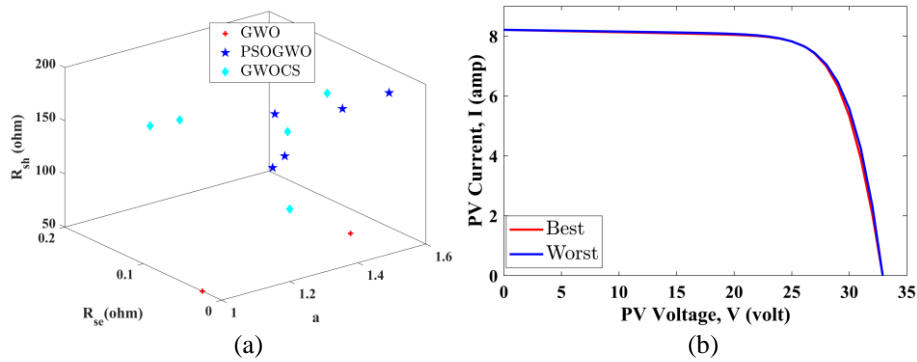 (a)
GWO
PSOGWO
GWOCS
200
150
100
50
R_sh (ohm)
0.2
0.1
0
R_se(ohm)
1
1.2
1.4
1.6
a
8
6
4
2
0
PV Current, I (amp)
Best
Worst
0
5
10
15
20
25
30
35
PV Voltage, V (volt)
(b)
(a)
(b)